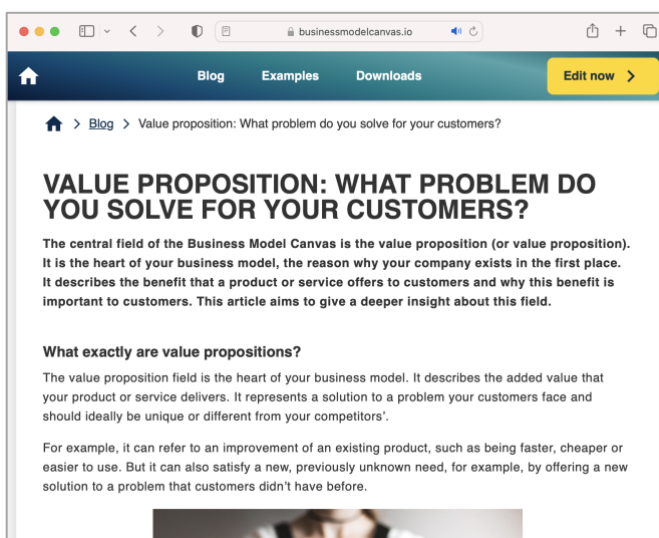 businessmodelcanvas.io
Blog Examples Downloads Edit now >
> Blog > Value proposition: What problem do you solve for your customers?
VALUE PROPOSITION: WHAT PROBLEM DO
YOU SOLVE FOR YOUR CUSTOMERS?
The central field of the Business Model Canvas is the value proposition (or value proposition).
It is the heart of your business model, the reason why your company exists in the first place.
It describes the benefit that a product or service offers to customers and why this benefit is
important to customers. This article aims to give a deeper insight about this field.
What exactly are value propositions?
The value proposition field is the heart of your business model. It describes the added value that
your product or service delivers. It represents a solution to a problem your customers face and
should ideally be unique or different from your competitors’.
For example, it can refer to an improvement of an existing product, such as being faster, cheaper or
easier to use. But it can also satisfy a new, previously unknown need, for example, by offering a new
solution to a problem that customers didn’t have before.